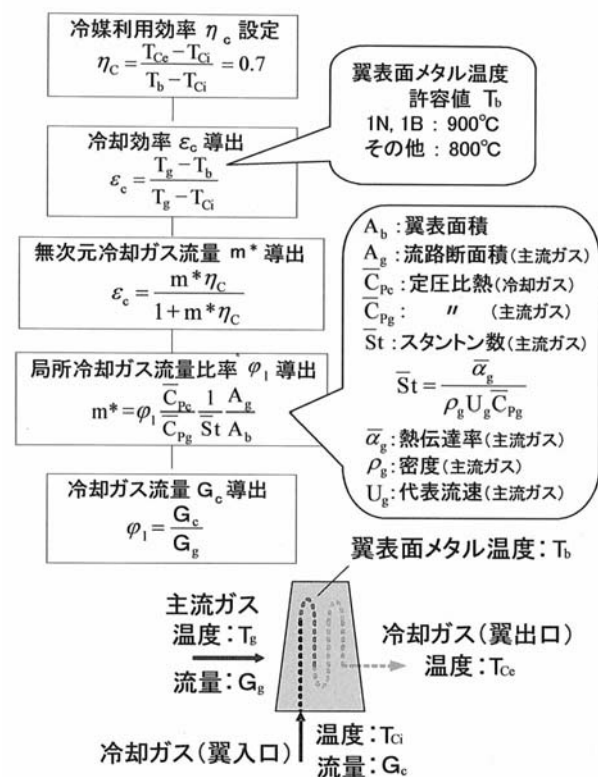 冷媒利用効率 η c 設定
η_C = (T_Ce − T_Ci) / (T_b − T_Ci) = 0.7
翼表面メタル温度
許容値 T_b
1N, 1B : 900℃
その他 : 800℃
冷却効率 ε_c 導出
ε_c = (T_g − T_b) / (T_g − T_Ci)
無次元冷却ガス流量 m* 導出
ε_c = m*η_C / (1 + m*η_C)
局所冷却ガス流量比率 φ_l 導出
m* = φ_l (C̅_Pc / C̅_Pg) (1 / S̅t) (A_g / A_b)
冷却ガス流量 G_c 導出
φ_l = G_c / G_g
A_b : 翼表面積
A_g : 流路断面積(主流ガス)
C̅_Pc : 定圧比熱(冷却ガス)
C̅_Pg : 〃 (主流ガス)
S̅t : スタントン数(主流ガス)
S̅t = α̅_g / (ρ_g U_g C̅_Pg)
α̅_g : 熱伝達率(主流ガス)
ρ_g : 密度(主流ガス)
U_g : 代表流速(主流ガス)
翼表面メタル温度: T_b
主流ガス
温度: T_g
流量: G_g
冷却ガス(翼出口)
温度: T_Ce
冷却ガス(翼入口)
温度: T_Ci
流量: G_c